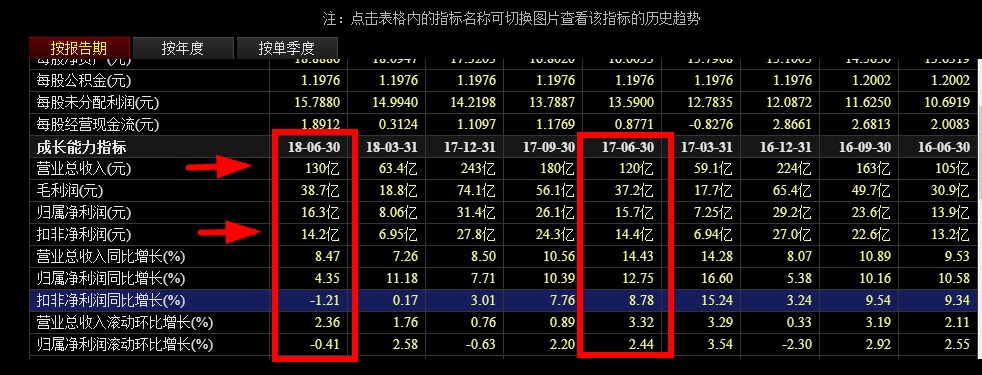 注：点击表格内的指标名称可切换图片查看该指标的历史趋势
按报告期 按年度 按单季度
每股公积金(元) 1.1976 1.1976 1.1976 1.1976 1.1976 1.1976 1.1976 1.2002 1.2002
每股未分配利润(元) 15.7880 14.9940 14.2198 13.7887 13.5900 12.7835 12.0872 11.6250 10.6919
每股经营现金流(元) 1.8912 0.3124 1.1097 1.1769 0.8771 -0.8276 2.8661 2.6813 2.0083
成长能力指标 18-06-30 18-03-31 17-12-31 17-09-30 17-06-30 17-03-31 16-12-31 16-09-30 16-06-30
营业总收入(元) 130亿 63.4亿 243亿 180亿 120亿 59.1亿 224亿 163亿 105亿
毛利润(元) 38.7亿 18.8亿 74.1亿 56.1亿 37.2亿 17.7亿 65.4亿 49.7亿 30.9亿
归属净利润(元) 16.3亿 8.06亿 31.4亿 26.1亿 15.7亿 7.25亿 29.2亿 23.6亿 13.9亿
扣非净利润(元) 14.2亿 6.95亿 27.8亿 24.3亿 14.4亿 6.94亿 27.0亿 22.6亿 13.2亿
营业总收入同比增长(%) 8.47 7.26 8.50 10.56 14.43 14.28 8.07 10.89 9.53
归属净利润同比增长(%) 4.35 11.18 7.71 10.39 12.75 16.60 5.38 10.16 10.58
扣非净利润同比增长(%) -1.21 0.17 3.01 7.76 8.78 15.24 3.24 9.54 9.34
营业总收入滚动环比增长(%) 2.36 1.76 0.76 0.89 3.32 3.29 0.33 3.19 2.11
归属净利润滚动环比增长(%) -0.41 2.58 -0.63 2.20 2.44 3.54 -2.30 2.92 2.55